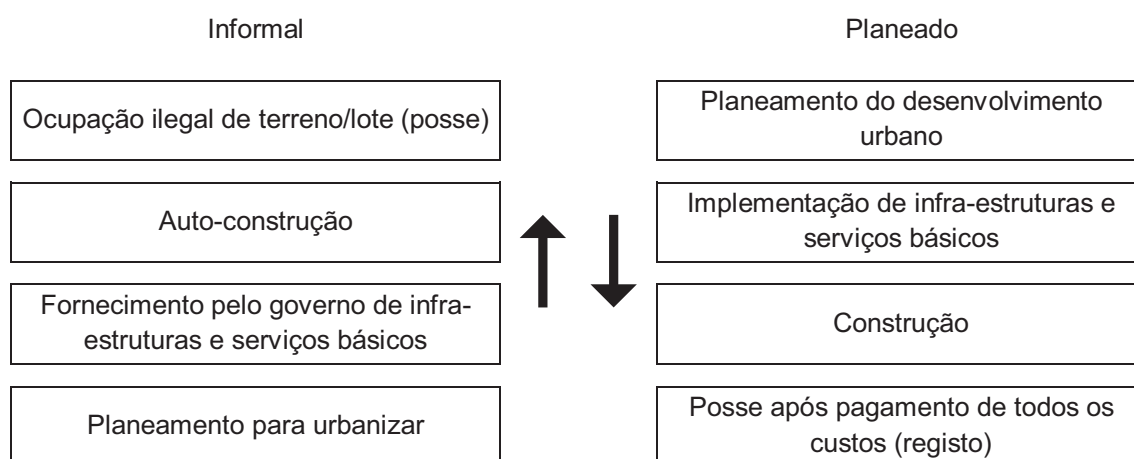 Informal
Planeado
Ocupação ilegal de terreno/lote (posse)
Planeamento do desenvolvimento
urbano
Auto-construção
Implementação de infra-estruturas e
serviços básicos
Fornecimento pelo governo de infra-
estruturas e serviços básicos
Construção
Planeamento para urbanizar
Posse após pagamento de todos os
custos (registo)